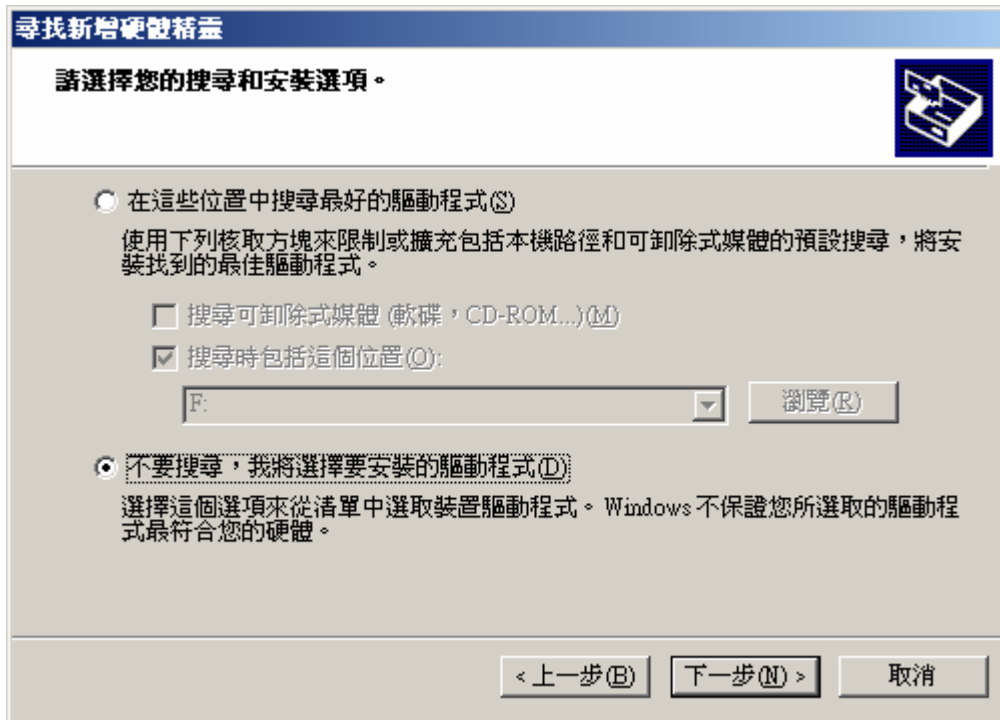 尋找新增硬體精靈
請選擇您的搜尋和安裝選項。
在這些位置中搜尋最好的驅動程式(S)
使用下列核取方塊來限制或擴充包括本機路徑和可卸除式媒體的預設搜尋，將安
裝找到的最佳驅動程式。
搜尋可卸除式媒體 (軟碟，CD-ROM...)(M)
搜尋時包括這個位置(O):
F:
瀏覽(R)
不要搜尋，我將選擇要安裝的驅動程式(D)
選擇這個選項來從清單中選取裝置驅動程式。Windows 不保證您所選取的驅動程
式最符合您的硬體。
< 上一步(B)
下一步(N) >
取消